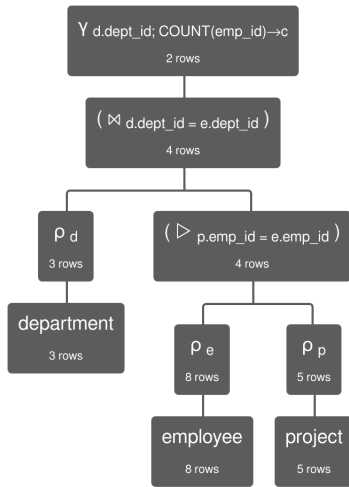 γ d.dept_id; COUNT(emp_id)→c
2 rows
( ⋈ d.dept_id = e.dept_id )
4 rows
ρ d
3 rows
( ▷ p.emp_id = e.emp_id )
4 rows
department
3 rows
ρ e
8 rows
ρ p
5 rows
employee
8 rows
project
5 rows